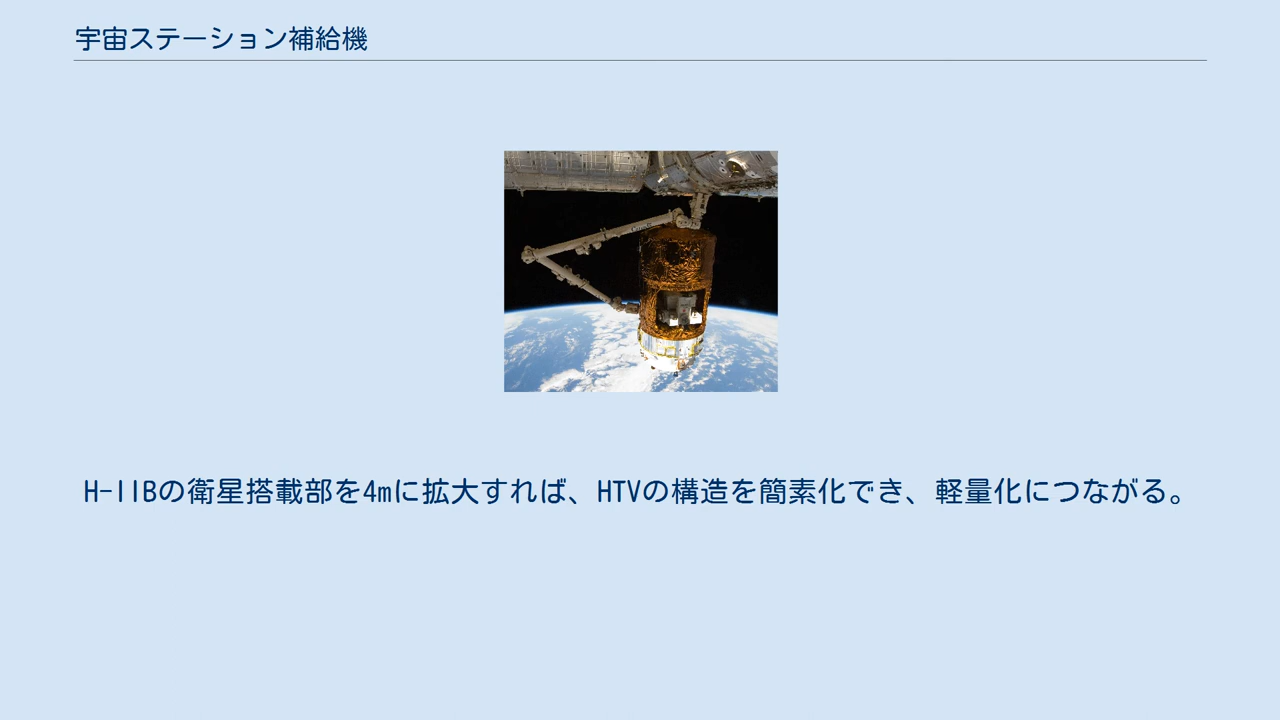 宇宙ステーション補給機
H-IIBの衛星搭載部を4mに拡大すれば、HTVの構造を簡素化でき、軽量化につながる。